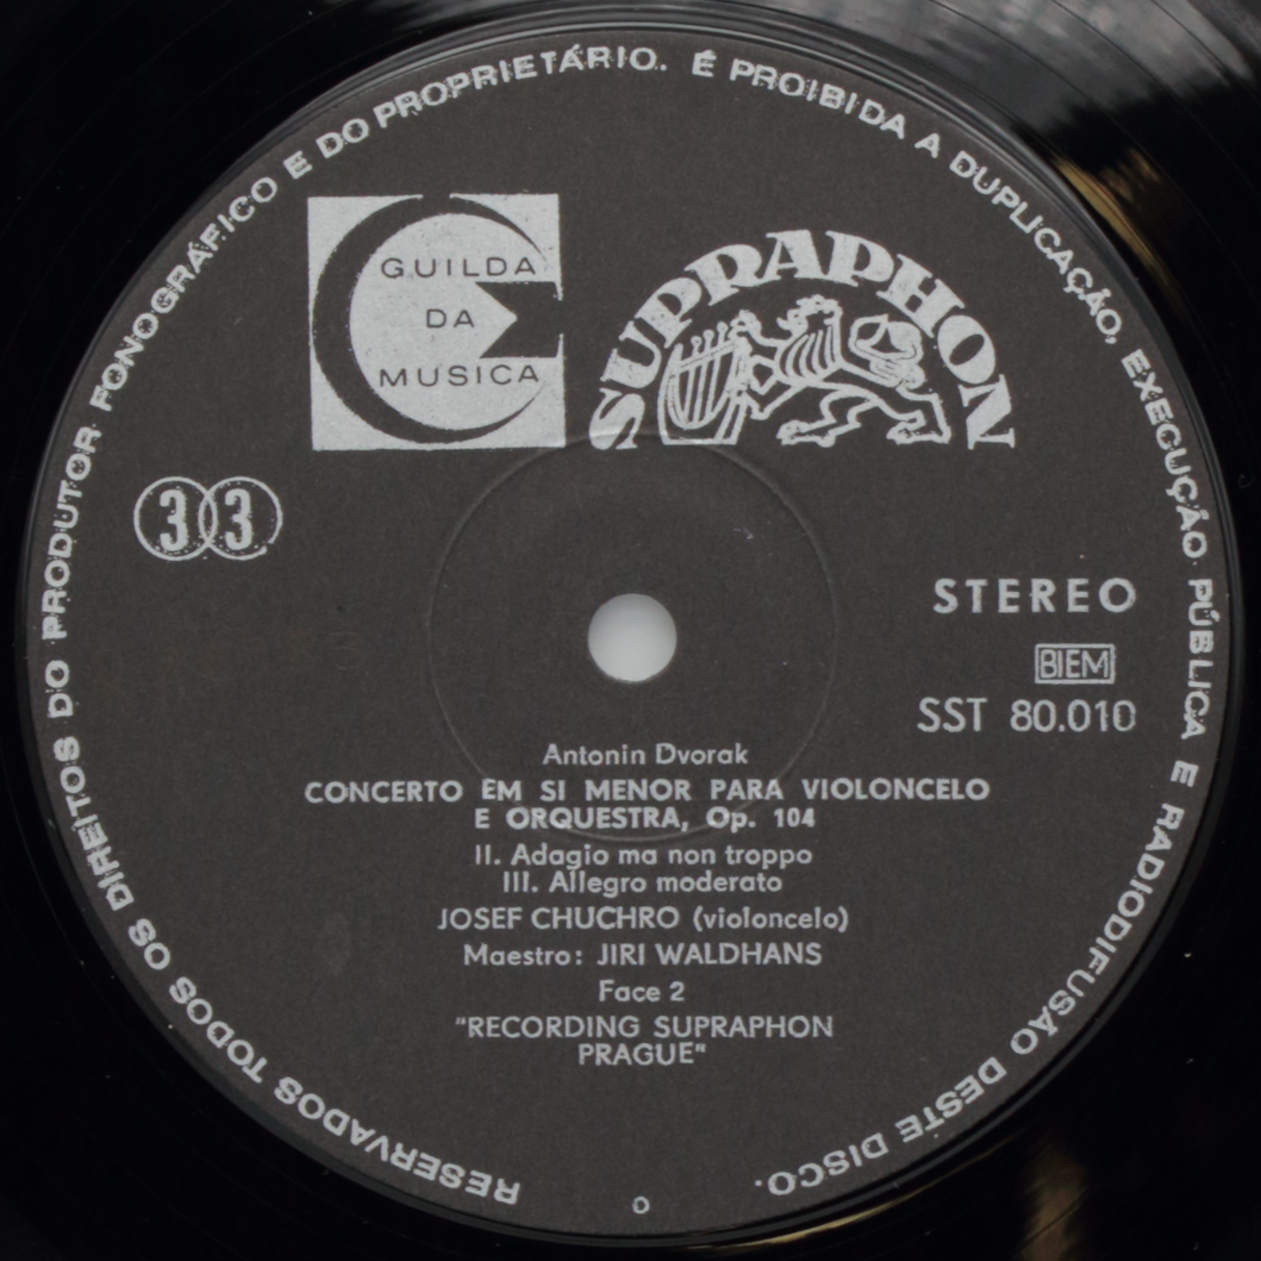 RESERVADOS TODOS OS DIREITOS DO PRODUTOR FONOGRÁFICO E DO PROPRIETÁRIO. É PROIBIDA A DUPLICAÇÃO, EXECUÇÃO PÚBLICA E RADIODIFUSÃO DESTE DISCO.
GUILDA
DA
MUSICA
SUPRAPHON
33
STEREO
BIEM
SST 80.010
Antonin Dvorak
CONCERTO EM SI MENOR PARA VIOLONCELO
E ORQUESTRA, Op. 104
II. Adagio ma non troppo
III. Allegro moderato
JOSEF CHUCHRO (violoncelo)
Maestro: JIRI WALDHANS
Face 2
"RECORDING SUPRAPHON
PRAGUE"